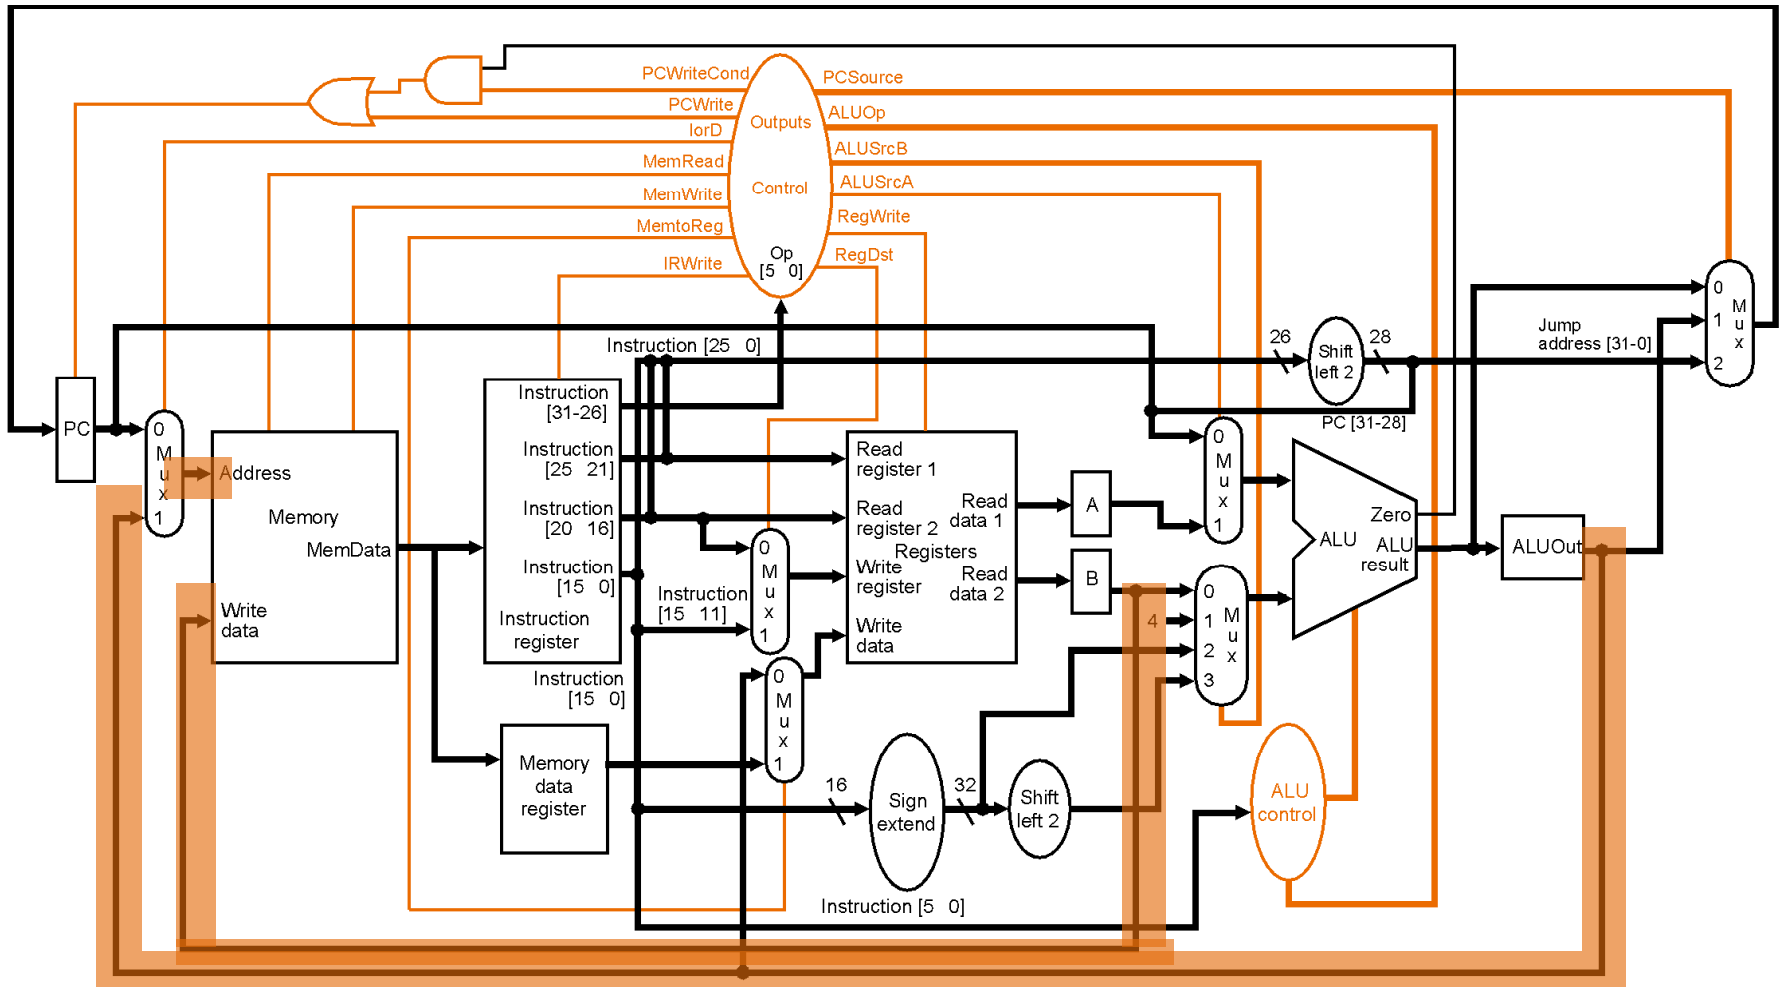 PCWriteCond
PCSource
PCWrite
ALUOp
Outputs
IorD
ALUSrcB
MemRead
ALUSrcA
Control
MemWrite
RegWrite
MemtoReg
RegDst
IRWrite
Op
[5 0]
0
1
2
M
u
x
Jump
address [31-0]
26
28
Shift
left 2
Instruction [25 0]
PC [31-28]
PC
0
M
u
x
1
Address
Memory
MemData
Write
data
Instruction
[31-26]
Instruction
[25 21]
Instruction
[20 16]
Instruction
[15 0]
Instruction
register
Instruction
[15 11]
0
M
u
x
1
Read
register 1
Read
register 2
Registers
Write
register
Write
data
Read
data 1
Read
data 2
A
B
0
M
u
x
1
4
0
1
2
3
M
u
x
Zero
ALU
ALU
result
ALUOut
Instruction
[15 0]
0
M
u
x
1
Memory
data
register
16
Sign
extend
32
Shift
left 2
ALU
control
Instruction [5 0]